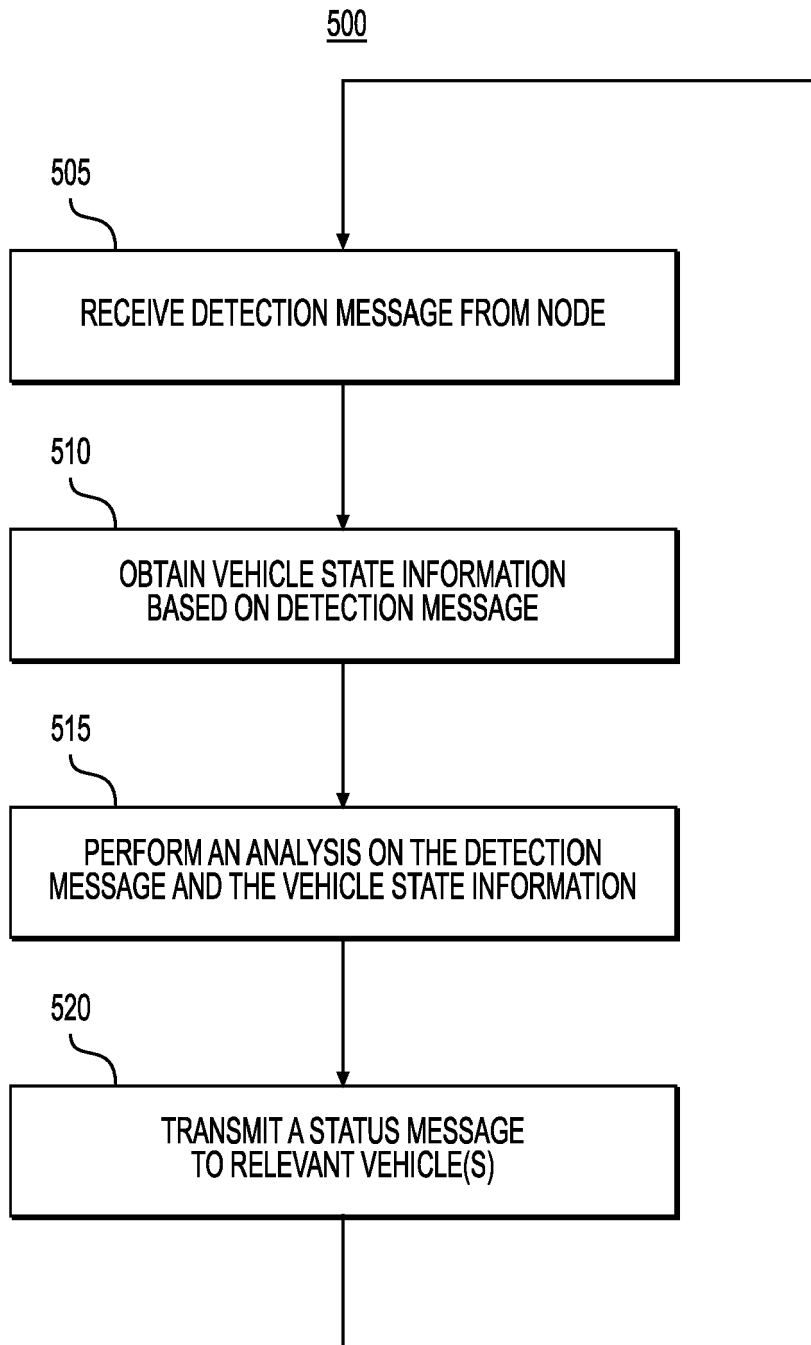 500
505
RECEIVE DETECTION MESSAGE FROM NODE
510
OBTAIN VEHICLE STATE INFORMATION
BASED ON DETECTION MESSAGE
515
PERFORM AN ANALYSIS ON THE DETECTION
MESSAGE AND THE VEHICLE STATE INFORMATION
520
TRANSMIT A STATUS MESSAGE
TO RELEVANT VEHICLE(S)